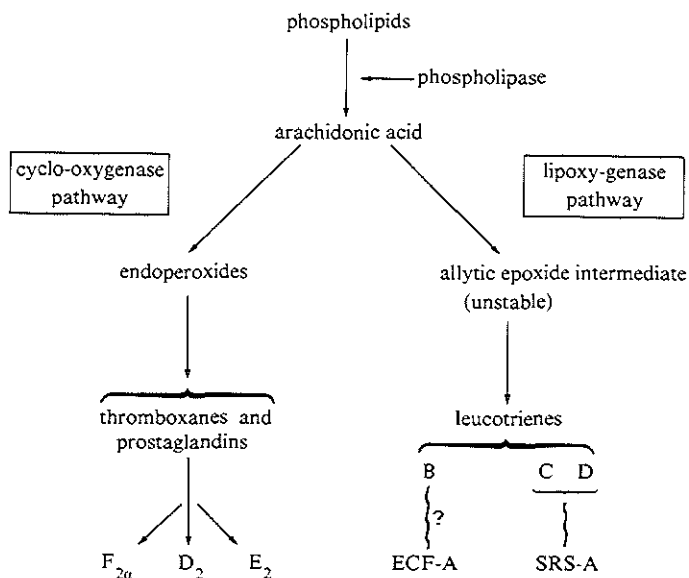 phospholipids
phospholipase
arachidonic acid
cyclo-oxygenase
pathway
lipoxy-genase
pathway
endoperoxides
allytic epoxide intermediate
(unstable)
thromboxanes and
prostaglandins
leucotrienes
B C D
?
F2α D2 E2
ECF-A SRS-A